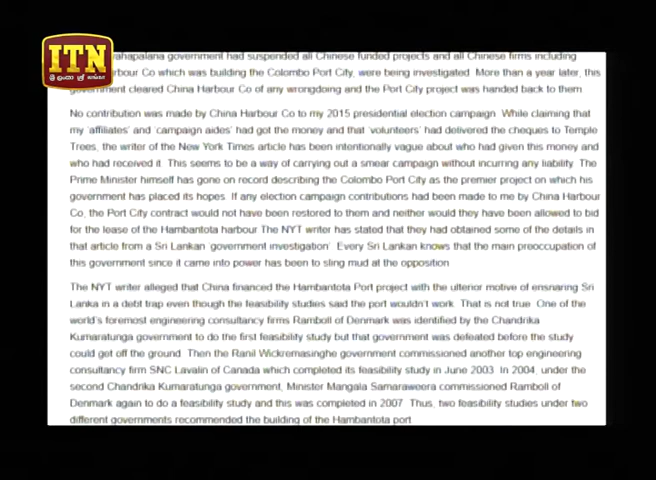 ITN
ශ්‍රී ලංකා ගේ නාළිකාව
ahapalana government had suspended all Chinese funded projects and all Chinese firms including
rbour Co which was building the Colombo Port City, were being investigated. More than a year later, this
government cleared China Harbour Co of any wrongdoing and the Port City project was handed back to them
No contribution was made by China Harbour Co to my 2015 presidential election campaign. While claiming that
my 'affiliates' and 'campaign aides' had got the money and that 'volunteers' had delivered the cheques to Temple
Trees, the writer of the New York Times article has been intentionally vague about who had given this money and
who had received it. This seems to be a way of carrying out a smear campaign without incurring any liability. The
Prime Minister himself has gone on record describing the Colombo Port City as the premier project on which his
government has placed its hopes. If any election campaign contributions had been made to me by China Harbour
Co, the Port City contract would not have been restored to them and neither would they have been allowed to bid
for the lease of the Hambantota harbour The NYT writer has stated that they had obtained some of the details in
that article from a Sri Lankan 'government investigation'. Every Sri Lankan knows that the main preoccupation of
this government since it came into power has been to sling mud at the opposition.
The NYT writer alleged that China financed the Hambantota Port project with the ulterior motive of ensnaring Sri
Lanka in a debt trap even though the feasibility studies said the port wouldn't work. That is not true. One of the
world's foremost engineering consultancy firms Ramboll of Denmark was identified by the Chandrika
Kumaratunga government to do the first feasibility study but that government was defeated before the study
could get off the ground. Then the Ranil Wickremasinghe government commissioned another top engineering
consultancy firm SNC Lavalin of Canada which completed its feasibility study in June 2003. In 2004, under the
second Chandrika Kumaratunga government, Minister Mangala Samaraweera commissioned Ramboll of
Denmark again to do a feasibility study and this was completed in 2007. Thus, two feasibility studies under two
different governments recommended the building of the Hambantota port